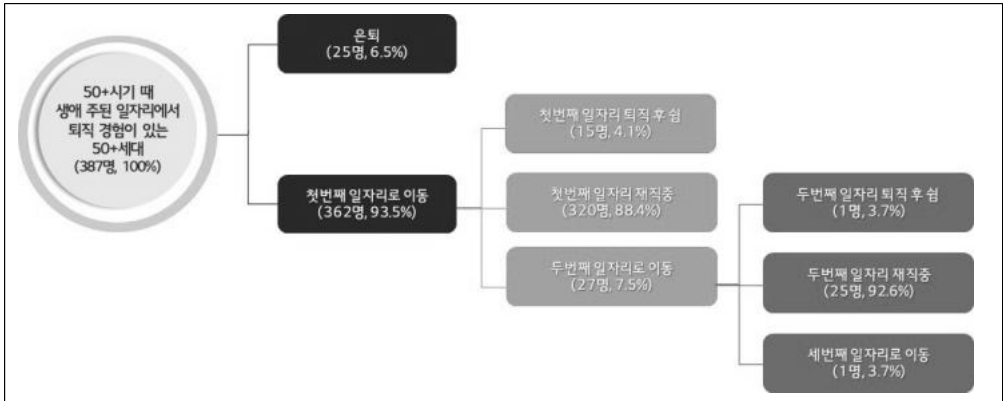 50+시기 때
생애 주된 일자리에서
퇴직 경험이 있는
50+세대
(387명, 100%)
은퇴
(25명, 6.5%)
첫번째 일자리로 이동
(362명, 93.5%)
첫번째 일자리 퇴직 후 쉼
(15명, 4.1%)
첫번째 일자리 재직중
(320명, 88.4%)
두번째 일자리로 이동
(27명, 7.5%)
두번째 일자리 퇴직 후 쉼
(1명, 3.7%)
두번째 일자리 재직중
(25명, 92.6%)
세번째 일자리로 이동
(1명, 3.7%)